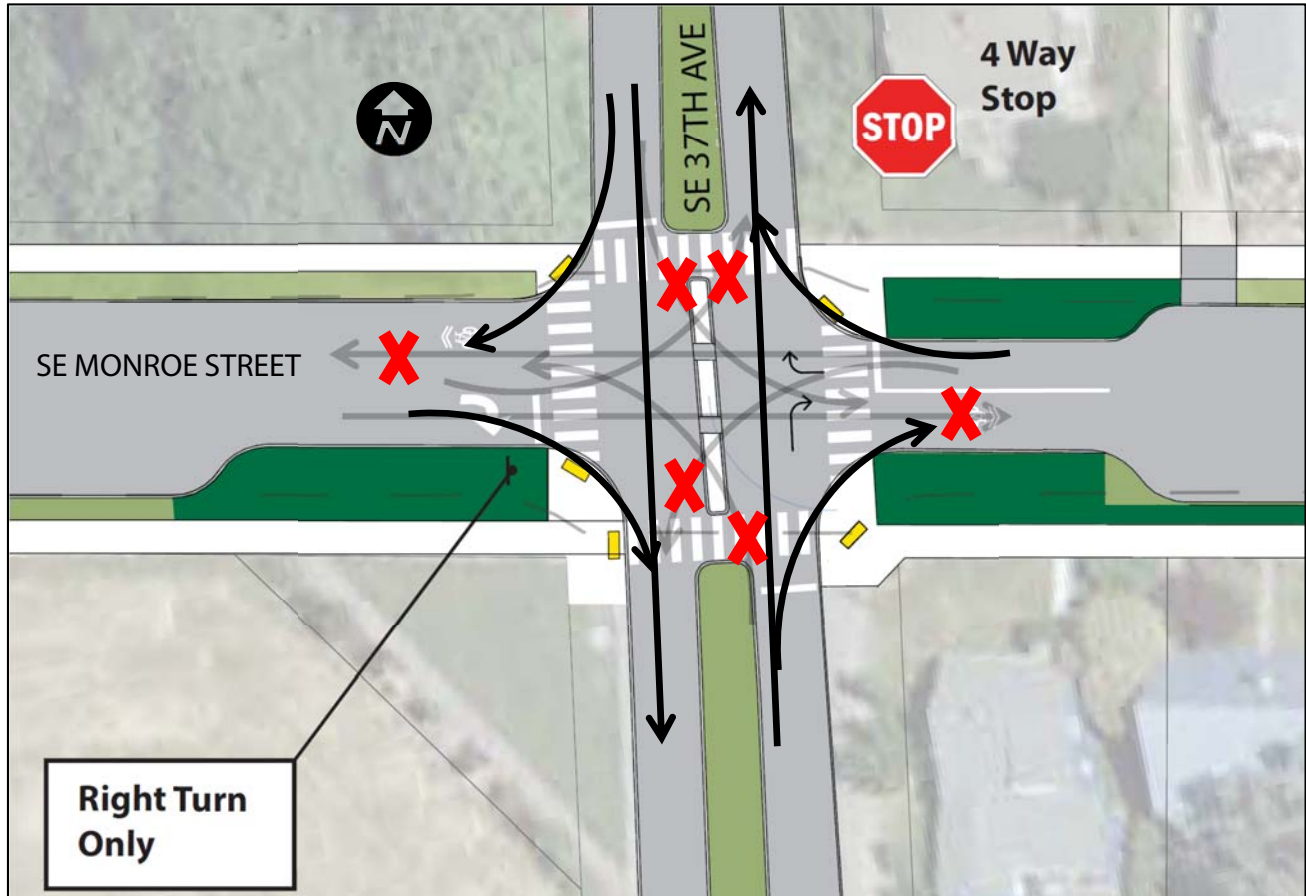 SE 37TH AVE
4 Way
Stop
STOP
N
SE MONROE STREET
Right Turn
Only